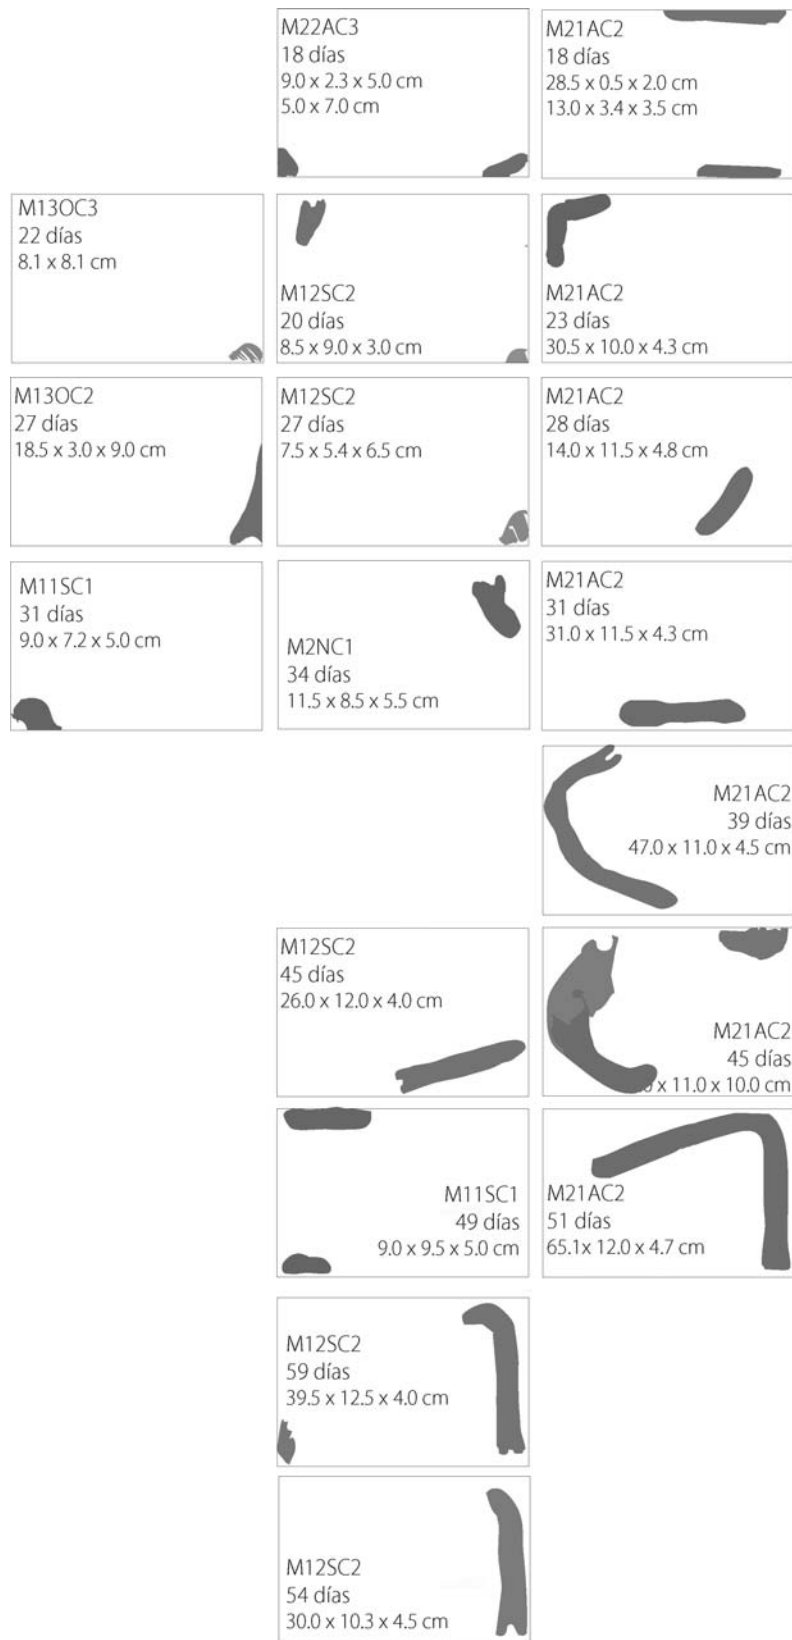 M22AC3
18 días
9.0 x 2.3 x 5.0 cm
5.0 x 7.0 cm
M21AC2
18 días
28.5 x 0.5 x 2.0 cm
13.0 x 3.4 x 3.5 cm
M13OC3
22 días
8.1 x 8.1 cm
M12SC2
20 días
8.5 x 9.0 x 3.0 cm
M21AC2
23 días
30.5 x 10.0 x 4.3 cm
M13OC2
27 días
18.5 x 3.0 x 9.0 cm
M12SC2
27 días
7.5 x 5.4 x 6.5 cm
M21AC2
28 días
14.0 x 11.5 x 4.8 cm
M11SC1
31 días
9.0 x 7.2 x 5.0 cm
M2NC1
34 días
11.5 x 8.5 x 5.5 cm
M21AC2
31 días
31.0 x 11.5 x 4.3 cm
M21AC2
39 días
47.0 x 11.0 x 4.5 cm
M12SC2
45 días
26.0 x 12.0 x 4.0 cm
M21AC2
45 días
x 11.0 x 10.0 cm
M11SC1
49 días
9.0 x 9.5 x 5.0 cm
M21AC2
51 días
65.1x 12.0 x 4.7 cm
M12SC2
59 días
39.5 x 12.5 x 4.0 cm
M12SC2
54 días
30.0 x 10.3 x 4.5 cm